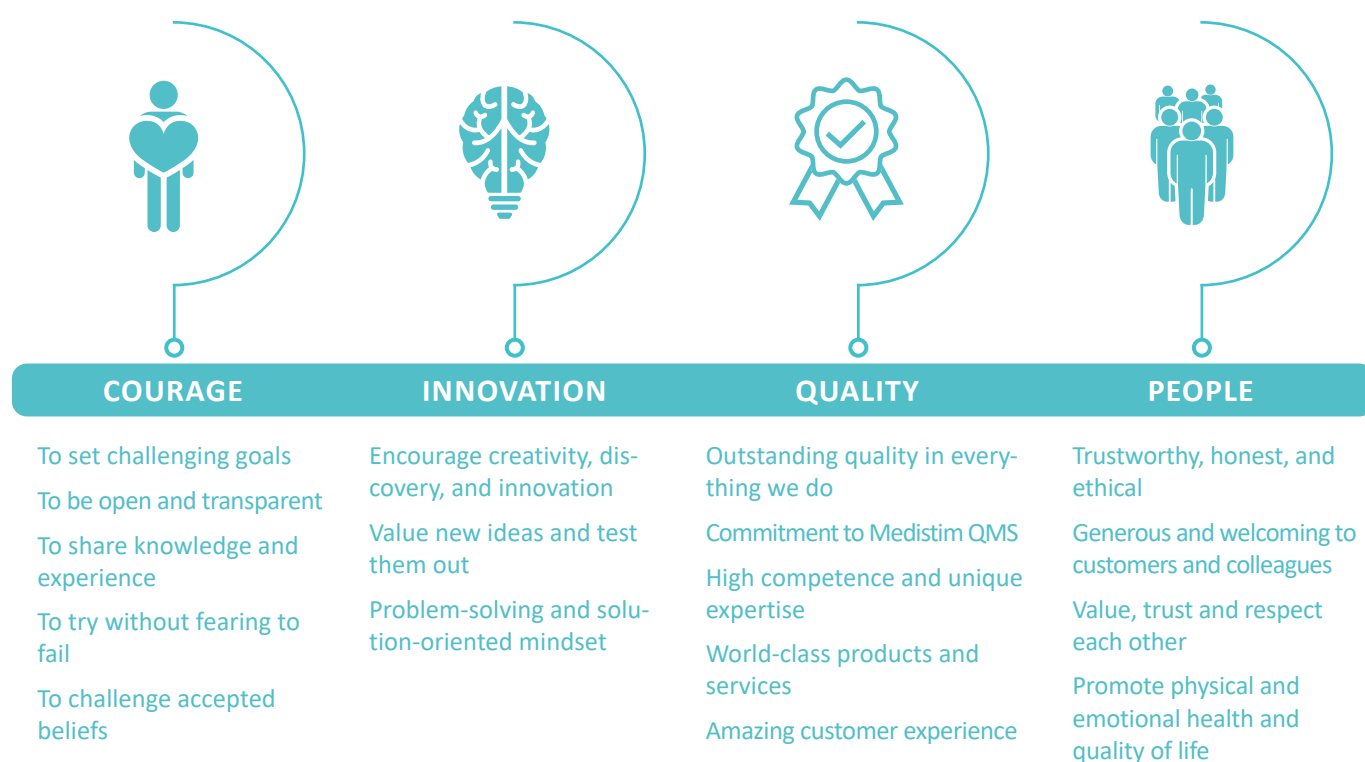 COURAGE
To set challenging goals
To be open and transparent
To share knowledge and
experience
To try without fearing to
fail
To challenge accepted
beliefs
INNOVATION
Encourage creativity, dis-
covery, and innovation
Value new ideas and test
them out
Problem-solving and solu-
tion-oriented mindset
QUALITY
Outstanding quality in every-
thing we do
Commitment to Medistim QMS
High competence and unique
expertise
World-class products and
services
Amazing customer experience
PEOPLE
Trustworthy, honest, and
ethical
Generous and welcoming to
customers and colleagues
Value, trust and respect
each other
Promote physical and
emotional health and
quality of life